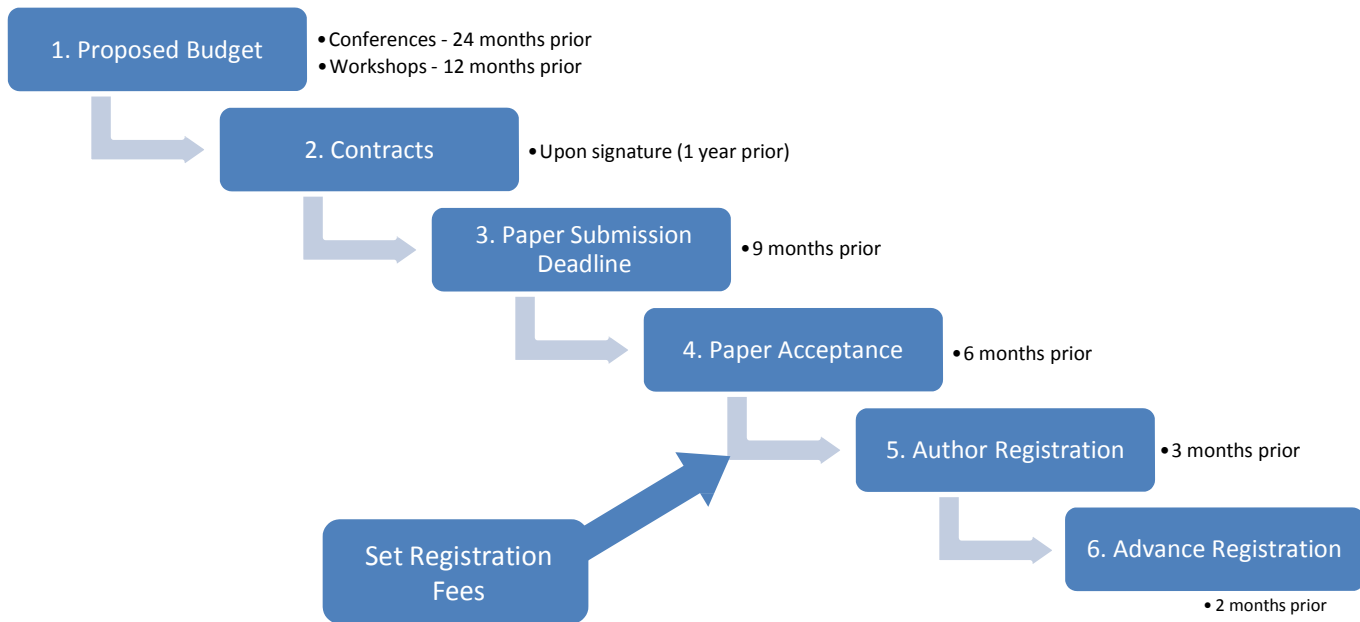 1. Proposed Budget
•Conferences - 24 months prior
•Workshops - 12 months prior
2. Contracts
•Upon signature (1 year prior)
3. Paper Submission
Deadline
•9 months prior
4. Paper Acceptance
•6 months prior
5. Author Registration
•3 months prior
Set Registration
Fees
6. Advance Registration
•2 months prior